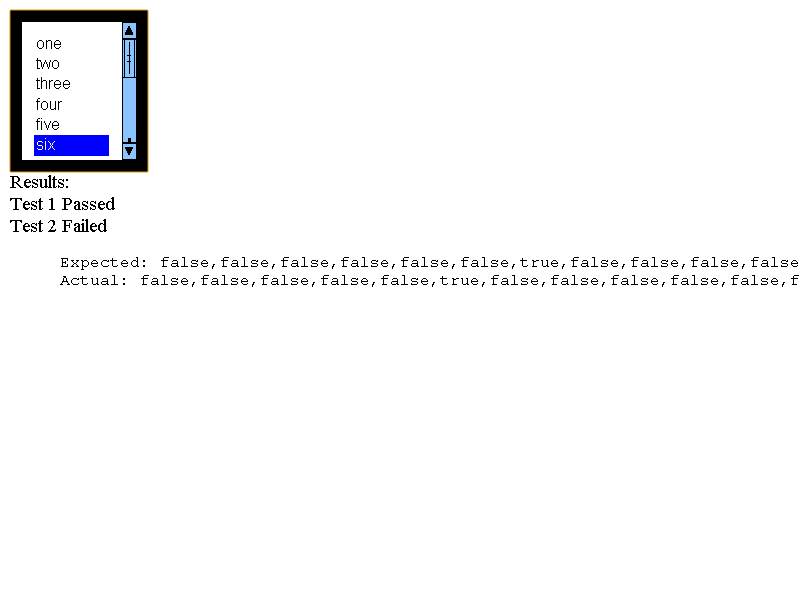 one
two
three
four
five
six
Results:
Test 1 Passed
Test 2 Failed
Expected: false,false,false,false,false,false,true,false,false,false,false
Actual: false,false,false,false,false,true,false,false,false,false,false,f